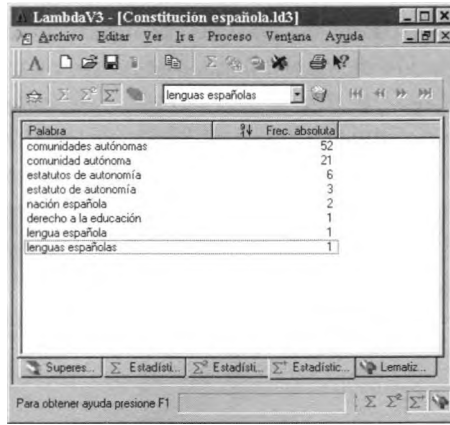 LambdaV3 - [Constitución española.ld3]
Archivo Editar Ver Ir a Proceso Ventana Ayuda
lenguas españolas
Palabra Frec. absoluta
comunidades autónomas 52
comunidad autónoma 21
estatutos de autonomía 6
estatuto de autonomía 3
nación española 2
derecho a la educación 1
lengua española 1
lenguas españolas 1
Superes... Σ Estadísti... Σ² Estadísti... Σ⁺ Estadístic... Lematiz...
Para obtener ayuda presione F1 Σ Σ² Σ⁺